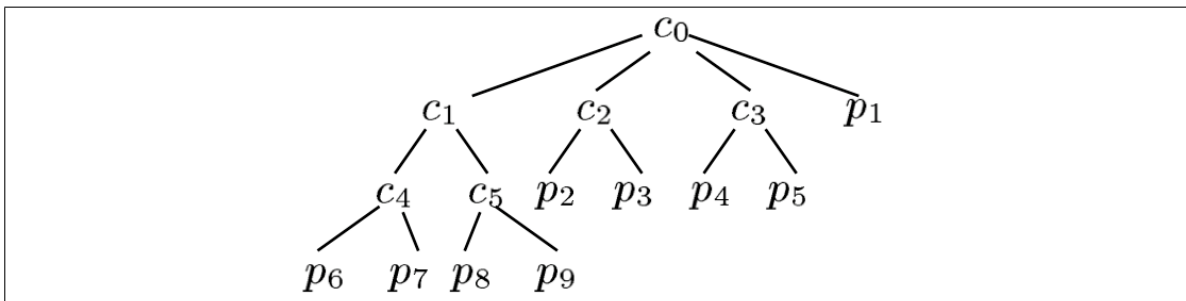 c₀
c₁ c₂ c₃ p₁
c₄ c₅ p₂ p₃ p₄ p₅
p₆ p₇ p₈ p₉